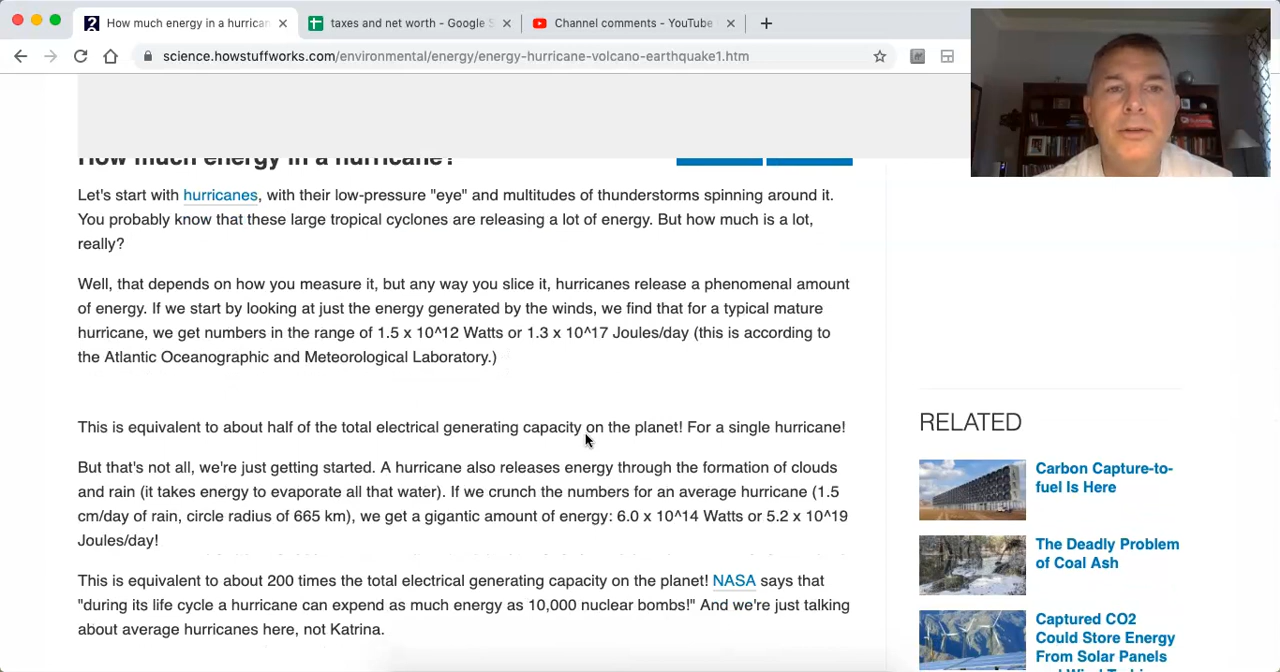 How much energy in a hurrican
taxes and net worth - Google S
Channel comments - YouTube
science.howstuffworks.com/environmental/energy/energy-hurricane-volcano-earthquake1.htm
How much energy in a hurricane?
Let's start with hurricanes, with their low-pressure "eye" and multitudes of thunderstorms spinning around it.
You probably know that these large tropical cyclones are releasing a lot of energy. But how much is a lot,
really?
Well, that depends on how you measure it, but any way you slice it, hurricanes release a phenomenal amount
of energy. If we start by looking at just the energy generated by the winds, we find that for a typical mature
hurricane, we get numbers in the range of 1.5 x 10^12 Watts or 1.3 x 10^17 Joules/day (this is according to
the Atlantic Oceanographic and Meteorological Laboratory.)
This is equivalent to about half of the total electrical generating capacity on the planet! For a single hurricane!
But that's not all, we're just getting started. A hurricane also releases energy through the formation of clouds
and rain (it takes energy to evaporate all that water). If we crunch the numbers for an average hurricane (1.5
cm/day of rain, circle radius of 665 km), we get a gigantic amount of energy: 6.0 x 10^14 Watts or 5.2 x 10^19
Joules/day!
This is equivalent to about 200 times the total electrical generating capacity on the planet! NASA says that
"during its life cycle a hurricane can expend as much energy as 10,000 nuclear bombs!" And we're just talking
about average hurricanes here, not Katrina.
RELATED
Carbon Capture-to-
fuel Is Here
The Deadly Problem
of Coal Ash
Captured CO2
Could Store Energy
From Solar Panels